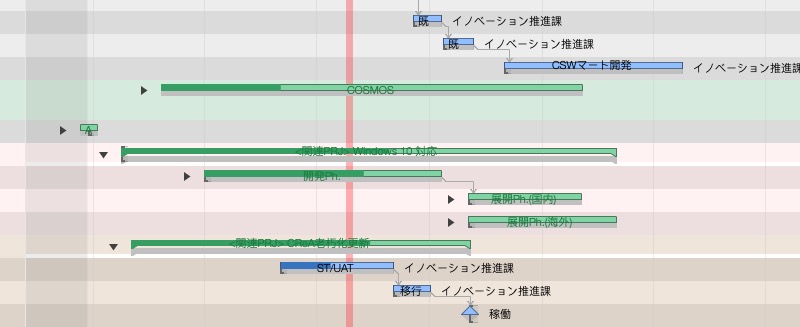 既 イノベーション推進課
既 イノベーション推進課
CSWマート開発 イノベーション推進課
COSMOS
A
<関連PRJ> Windows 10 対応
開発Ph.
展開Ph.(国内)
展開Ph.(海外)
<関連PRJ> CRaA老朽化更新
ST/UAT イノベーション推進課
移行 イノベーション推進課
稼働